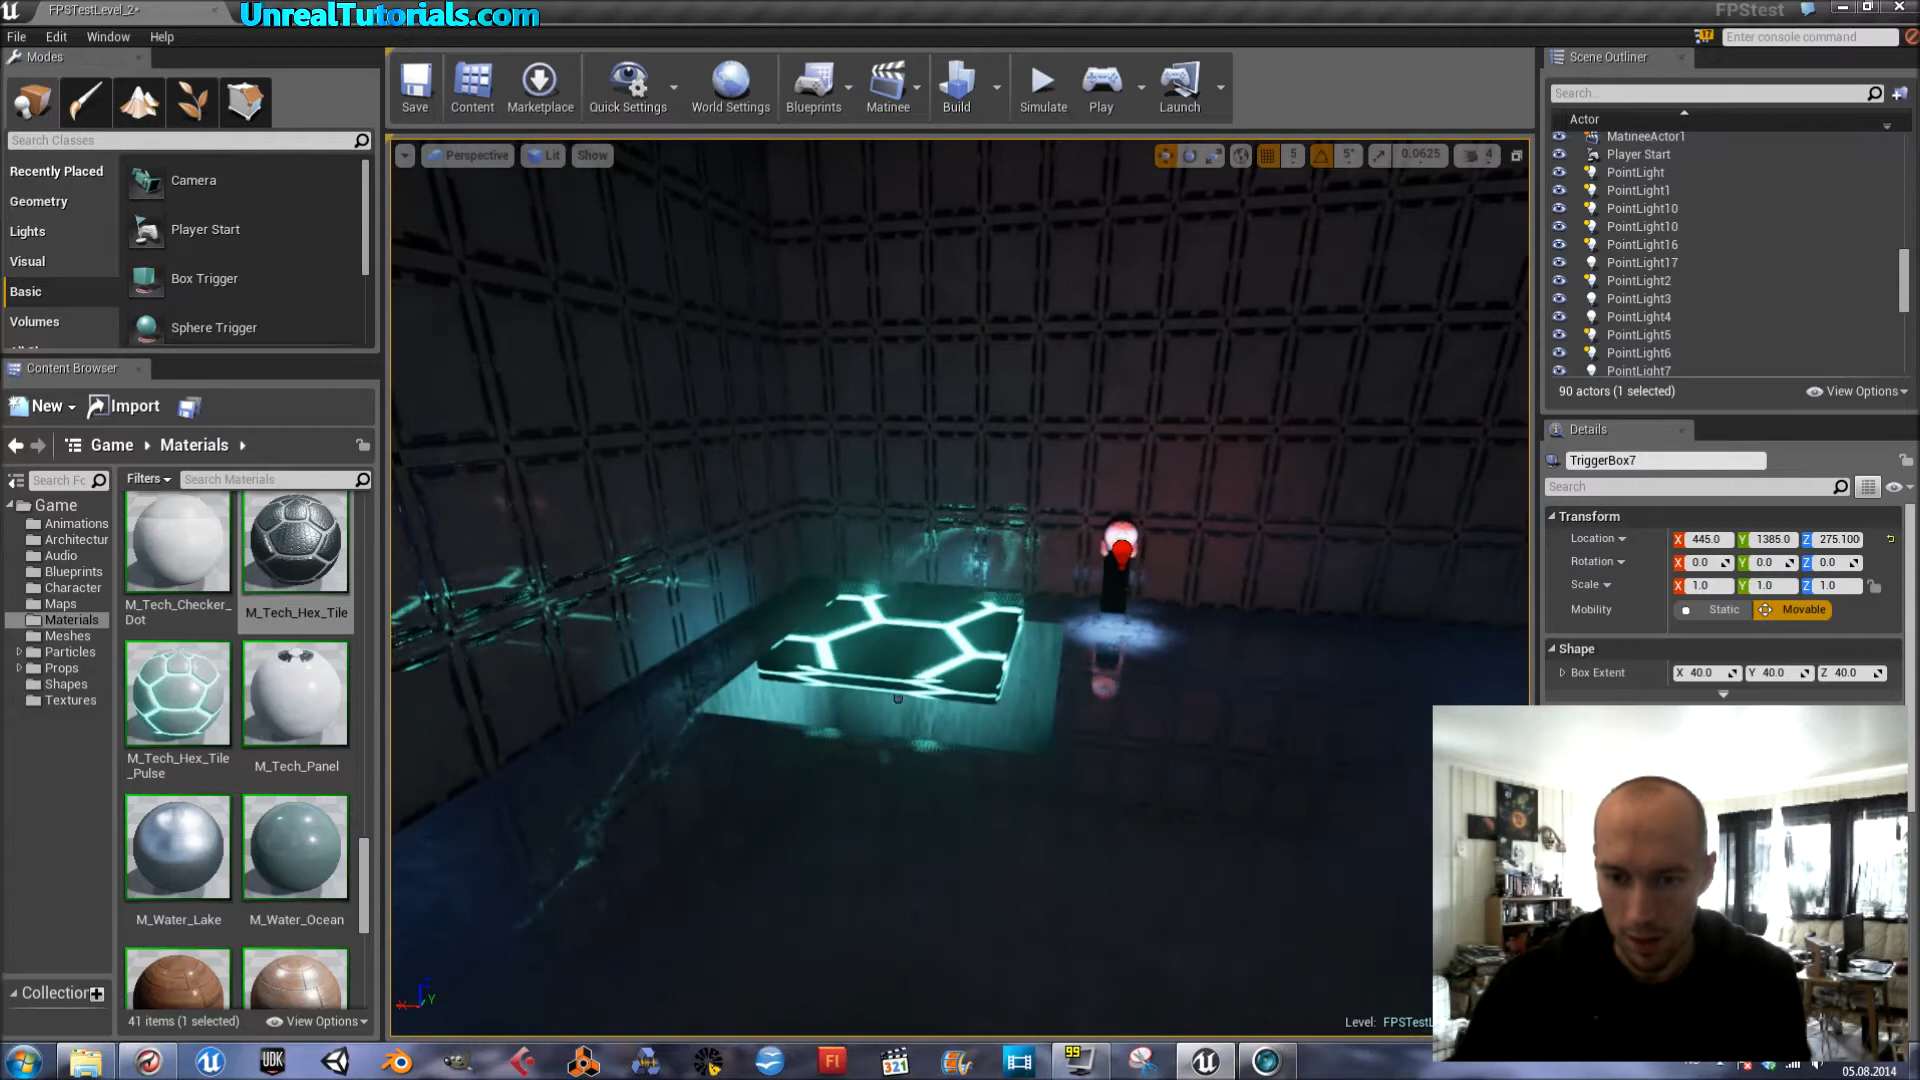 FPSTestLevel_2*
UnrealTutorials.com
FPStest
File Edit Window Help
17 Enter console command
Modes
Save Content Marketplace Quick Settings World Settings Blueprints Matinee Build Simulate Play Launch
Scene Outliner
Search...
Actor
MatineeActor1
Player Start
PointLight
PointLight1
PointLight10
PointLight10
PointLight16
PointLight17
PointLight2
PointLight3
PointLight4
PointLight5
PointLight6
PointLight7
90 actors (1 selected) View Options
Search Classes
Recently Placed
Geometry
Lights
Visual
Basic
Volumes
Camera
Player Start
Box Trigger
Sphere Trigger
Perspective Lit Show
5 5° 0.0625 4
Content Browser
New Import
Game Materials
Search Fc
Filters Search Materials
Game
Animations
Architectur
Audio
Blueprints
Character
Maps
Materials
Meshes
Particles
Props
Shapes
Textures
Collection
M_Tech_Checker_
Dot
M_Tech_Hex_Tile
M_Tech_Hex_Tile
_Pulse
M_Tech_Panel
M_Water_Lake
M_Water_Ocean
41 items (1 selected) View Options
Details
TriggerBox7
Search
Transform
Location X 445.0 Y 1385.0 Z 275.100
Rotation X 0.0 Y 0.0 Z 0.0
Scale X 1.0 Y 1.0 Z 1.0
Mobility Static Movable
Shape
Box Extent X 40.0 Y 40.0 Z 40.0
Level: FPSTestL
UDK
Fl
321
99
05.08.2014